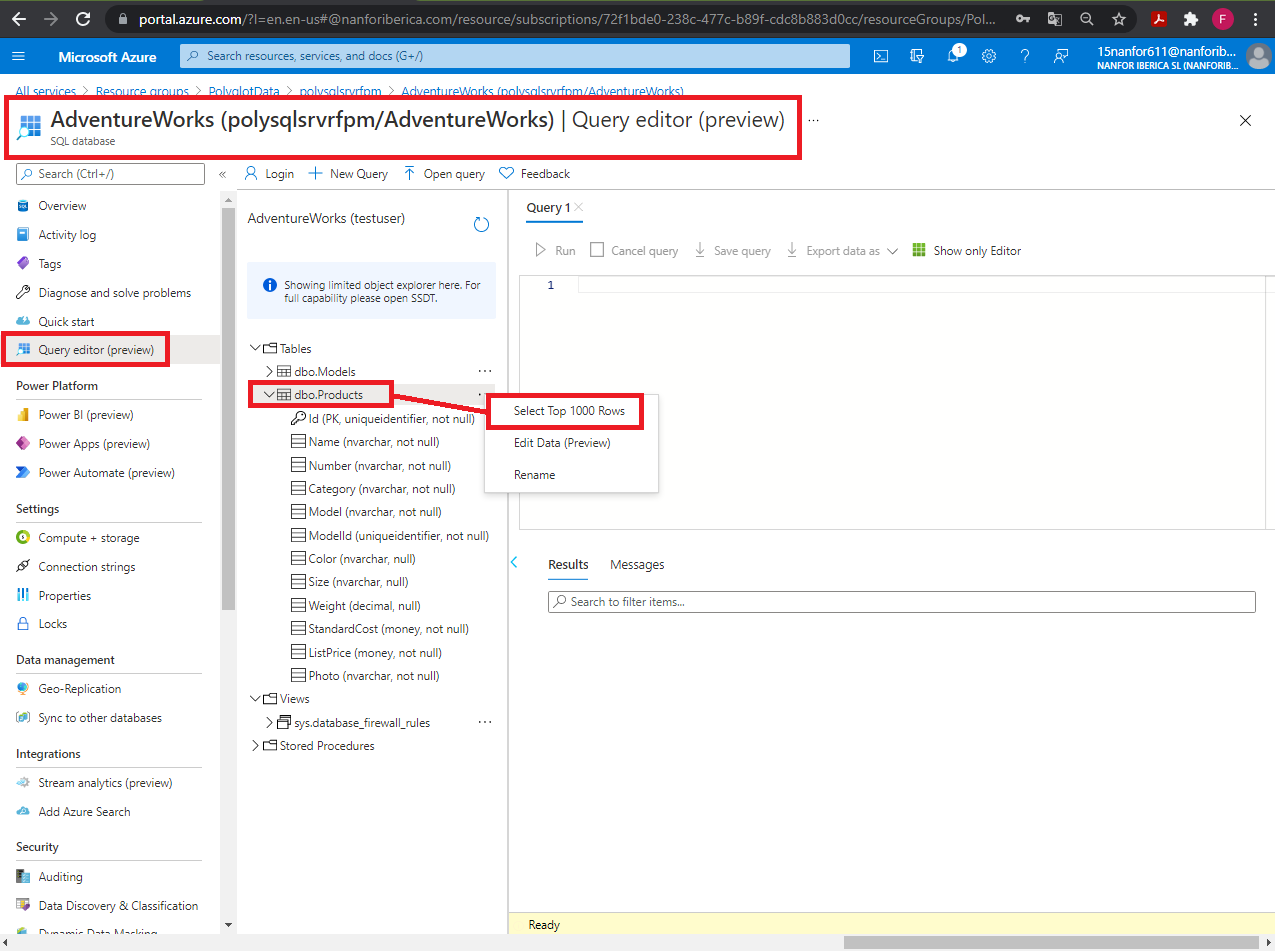 portal.azure.com/?l=en.en-us#@nanforiberica.com/resource/subscriptions/72f1bde0-238c-477c-b89f-cdc8b883d0cc/resourceGroups/Pol...
F
Microsoft Azure
Search resources, services, and docs (G+/)
1
15nanfor611@nanforib...
NANFOR IBERICA SL (NANFORIB...
All services > Resource groups > PolyglotData > polysqlsrvrfpm > AdventureWorks (polysqlsrvrfpm/AdventureWorks)
AdventureWorks (polysqlsrvrfpm/AdventureWorks) | Query editor (preview) ...
SQL database
Search (Ctrl+/)
«
Login
New Query
Open query
Feedback
Overview
Activity log
Tags
Diagnose and solve problems
Quick start
Query editor (preview)
Power Platform
Power BI (preview)
Power Apps (preview)
Power Automate (preview)
Settings
Compute + storage
Connection strings
Properties
Locks
Data management
Geo-Replication
Sync to other databases
Integrations
Stream analytics (preview)
Add Azure Search
Security
Auditing
Data Discovery & Classification
Dynamic Data Masking
AdventureWorks (testuser)
Showing limited object explorer here. For
full capability please open SSDT.
Tables
dbo.Models
dbo.Products
Id (PK, uniqueidentifier, not null)
Name (nvarchar, not null)
Number (nvarchar, not null)
Category (nvarchar, not null)
Model (nvarchar, not null)
ModelId (uniqueidentifier, not null)
Color (nvarchar, null)
Size (nvarchar, null)
Weight (decimal, null)
StandardCost (money, not null)
ListPrice (money, not null)
Photo (nvarchar, not null)
Views
sys.database_firewall_rules
Stored Procedures
Select Top 1000 Rows
Edit Data (Preview)
Rename
Query 1
Run
Cancel query
Save query
Export data as
Show only Editor
1
Results
Messages
Search to filter items...
Ready